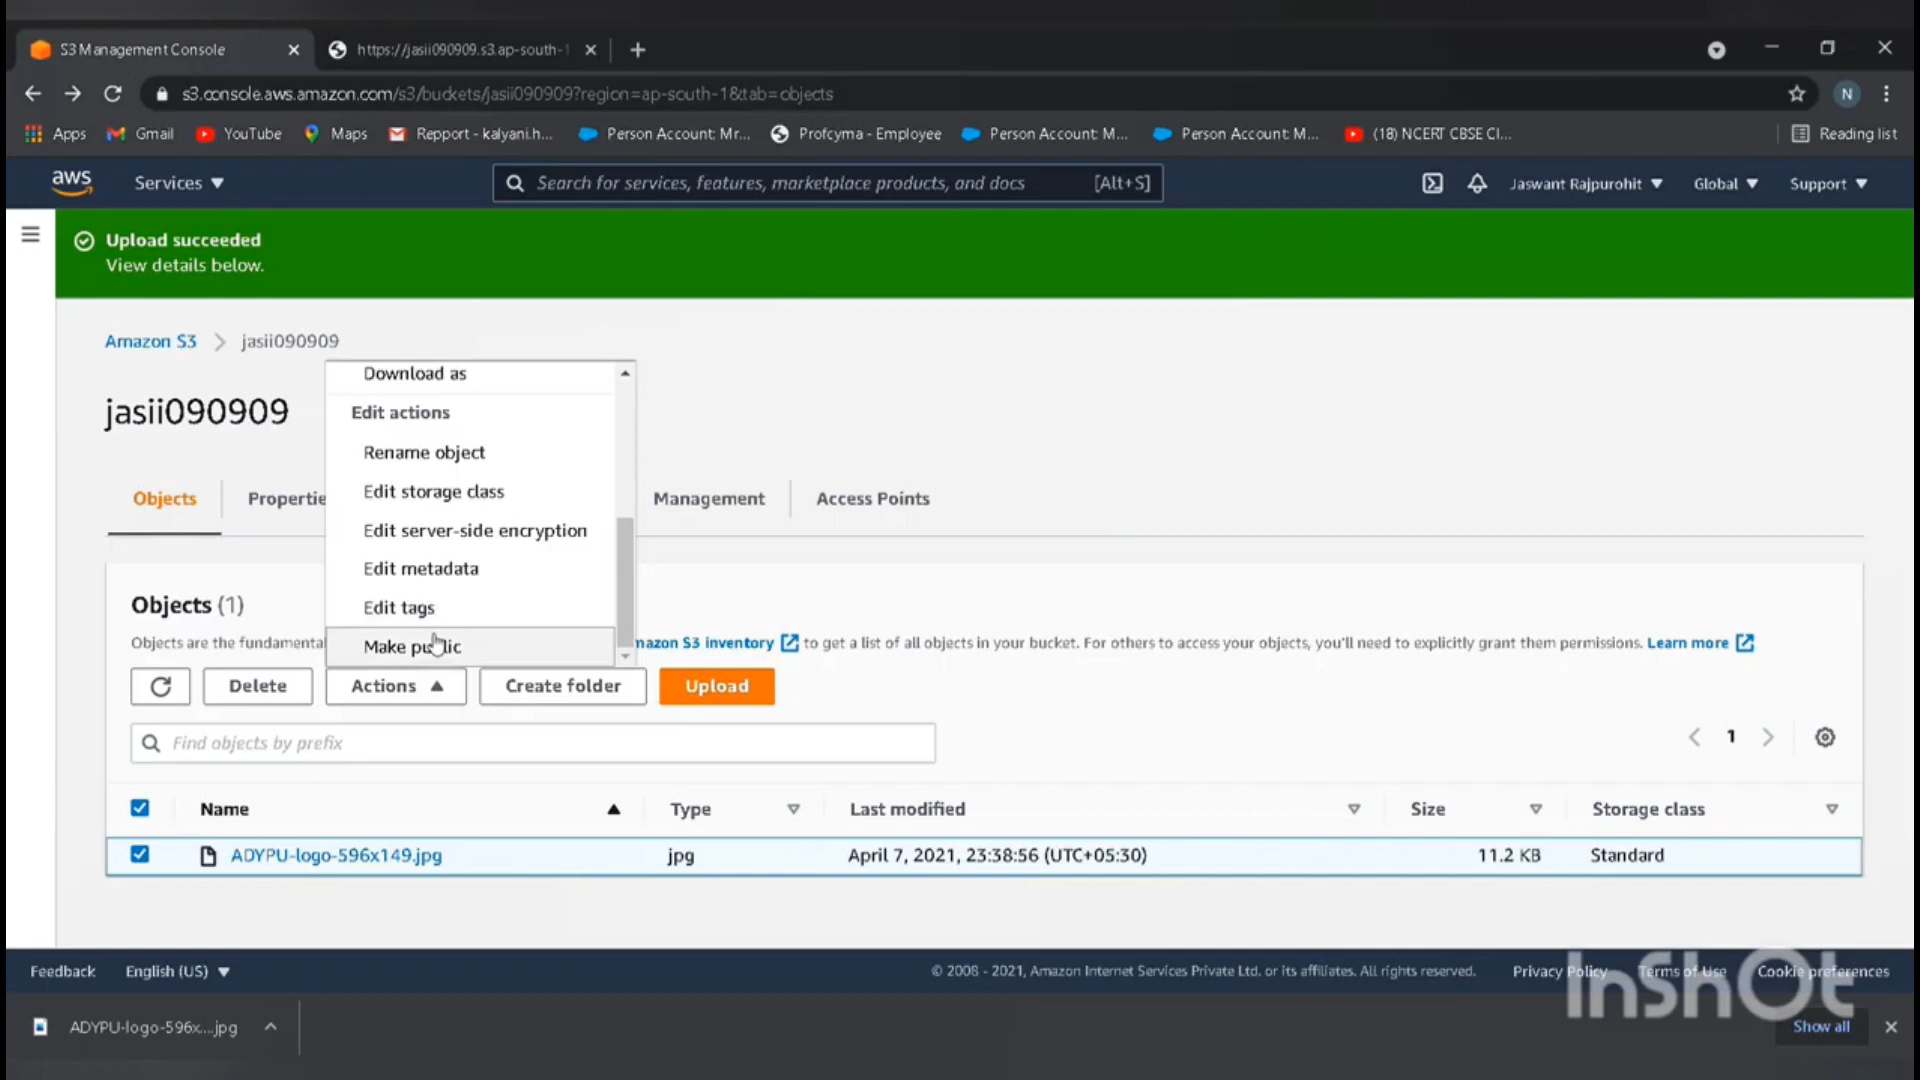 S3 Management Console
https://jasii090909.s3.ap-south-1
s3.console.aws.amazon.com/s3/buckets/jasii090909?region=ap-south-1&tab=objects
N
Apps
Gmail
YouTube
Maps
Repport - kalyani.h...
Person Account: Mr...
Profcyma - Employee
Person Account: M...
Person Account: M...
(18) NCERT CBSE Cl...
Reading list
aws
Services
Search for services, features, marketplace products, and docs
[Alt+S]
Jaswant Rajpurohit
Global
Support
Upload succeeded
View details below.
Amazon S3
jasii090909
jasii090909
Download as
Edit actions
Rename object
Edit storage class
Edit server-side encryption
Edit metadata
Edit tags
Make public
Objects
Propertie
Management
Access Points
Objects (1)
Objects are the fundamenta
mazon S3 inventory to get a list of all objects in your bucket. For others to access your objects, you'll need to explicitly grant them permissions. Learn more
Delete
Actions
Create folder
Upload
Find objects by prefix
1
Name
Type
Last modified
Size
Storage class
ADYPU-logo-596x149.jpg
jpg
April 7, 2021, 23:38:56 (UTC+05:30)
11.2 KB
Standard
Feedback
English (US)
© 2008 - 2021, Amazon Internet Services Private Ltd. or its affiliates. All rights reserved.
Privacy Policy
Terms of Use
Cookie preferences
InShOt
ADYPU-logo-596x....jpg
Show all